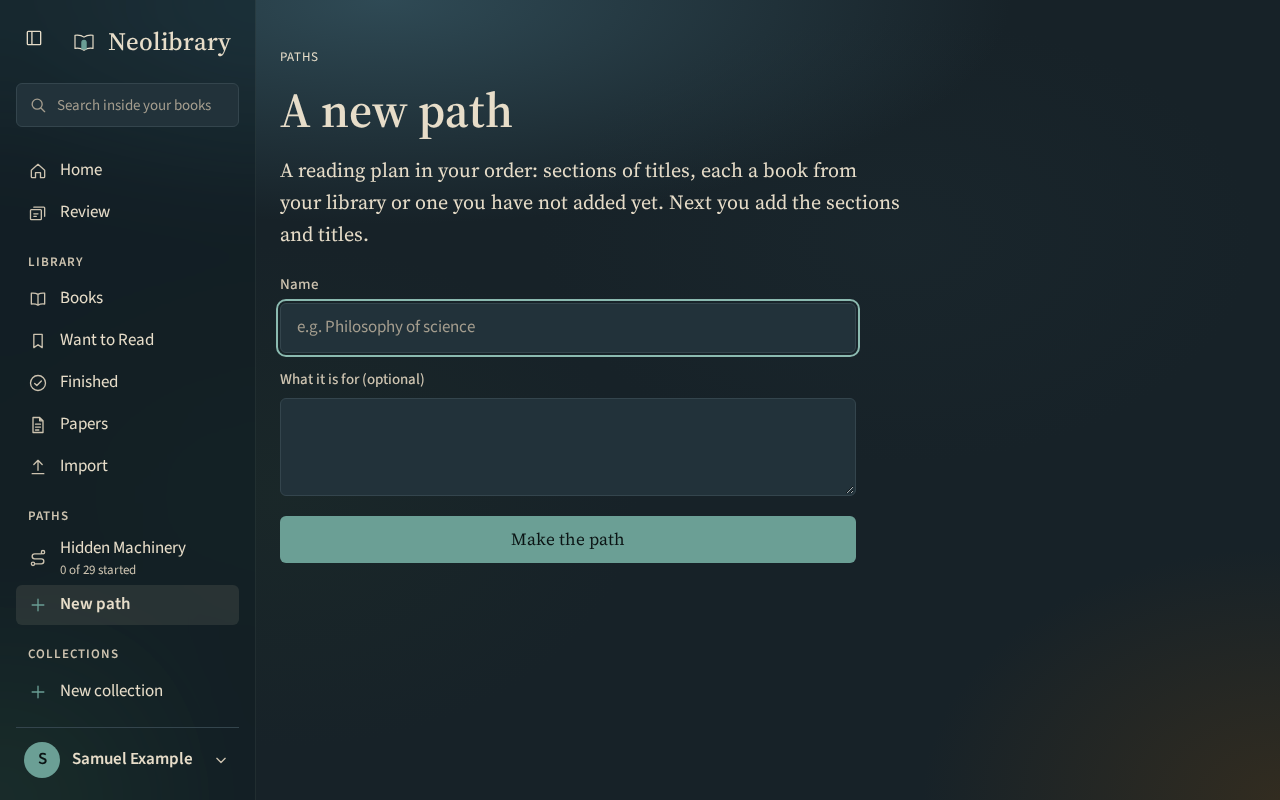 Neolibrary
Search inside your books
Home
Review
LIBRARY
Books
Want to Read
Finished
Papers
Import
PATHS
Hidden Machinery
0 of 29 started
New path
COLLECTIONS
New collection
S
Samuel Example
PATHS
A new path
A reading plan in your order: sections of titles, each a book from
your library or one you have not added yet. Next you add the sections
and titles.
Name
e.g. Philosophy of science
What it is for (optional)
Make the path